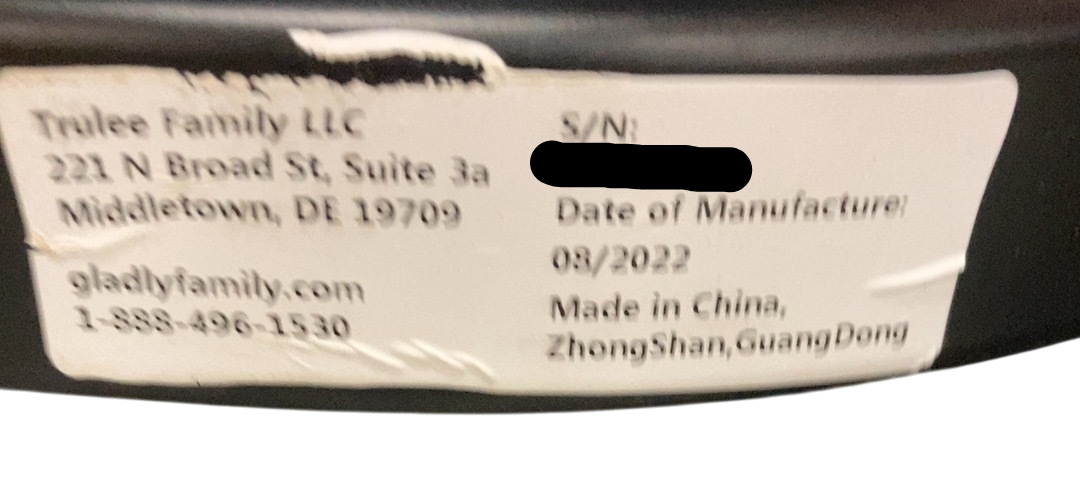 Trulee Family LLC
221 N Broad St, Suite 3a
Middletown, DE 19709
gladlyfamily.com
1-888-496-1530
S/N:
Date of Manufacture:
08/2022
Made in China,
ZhongShan,GuangDong